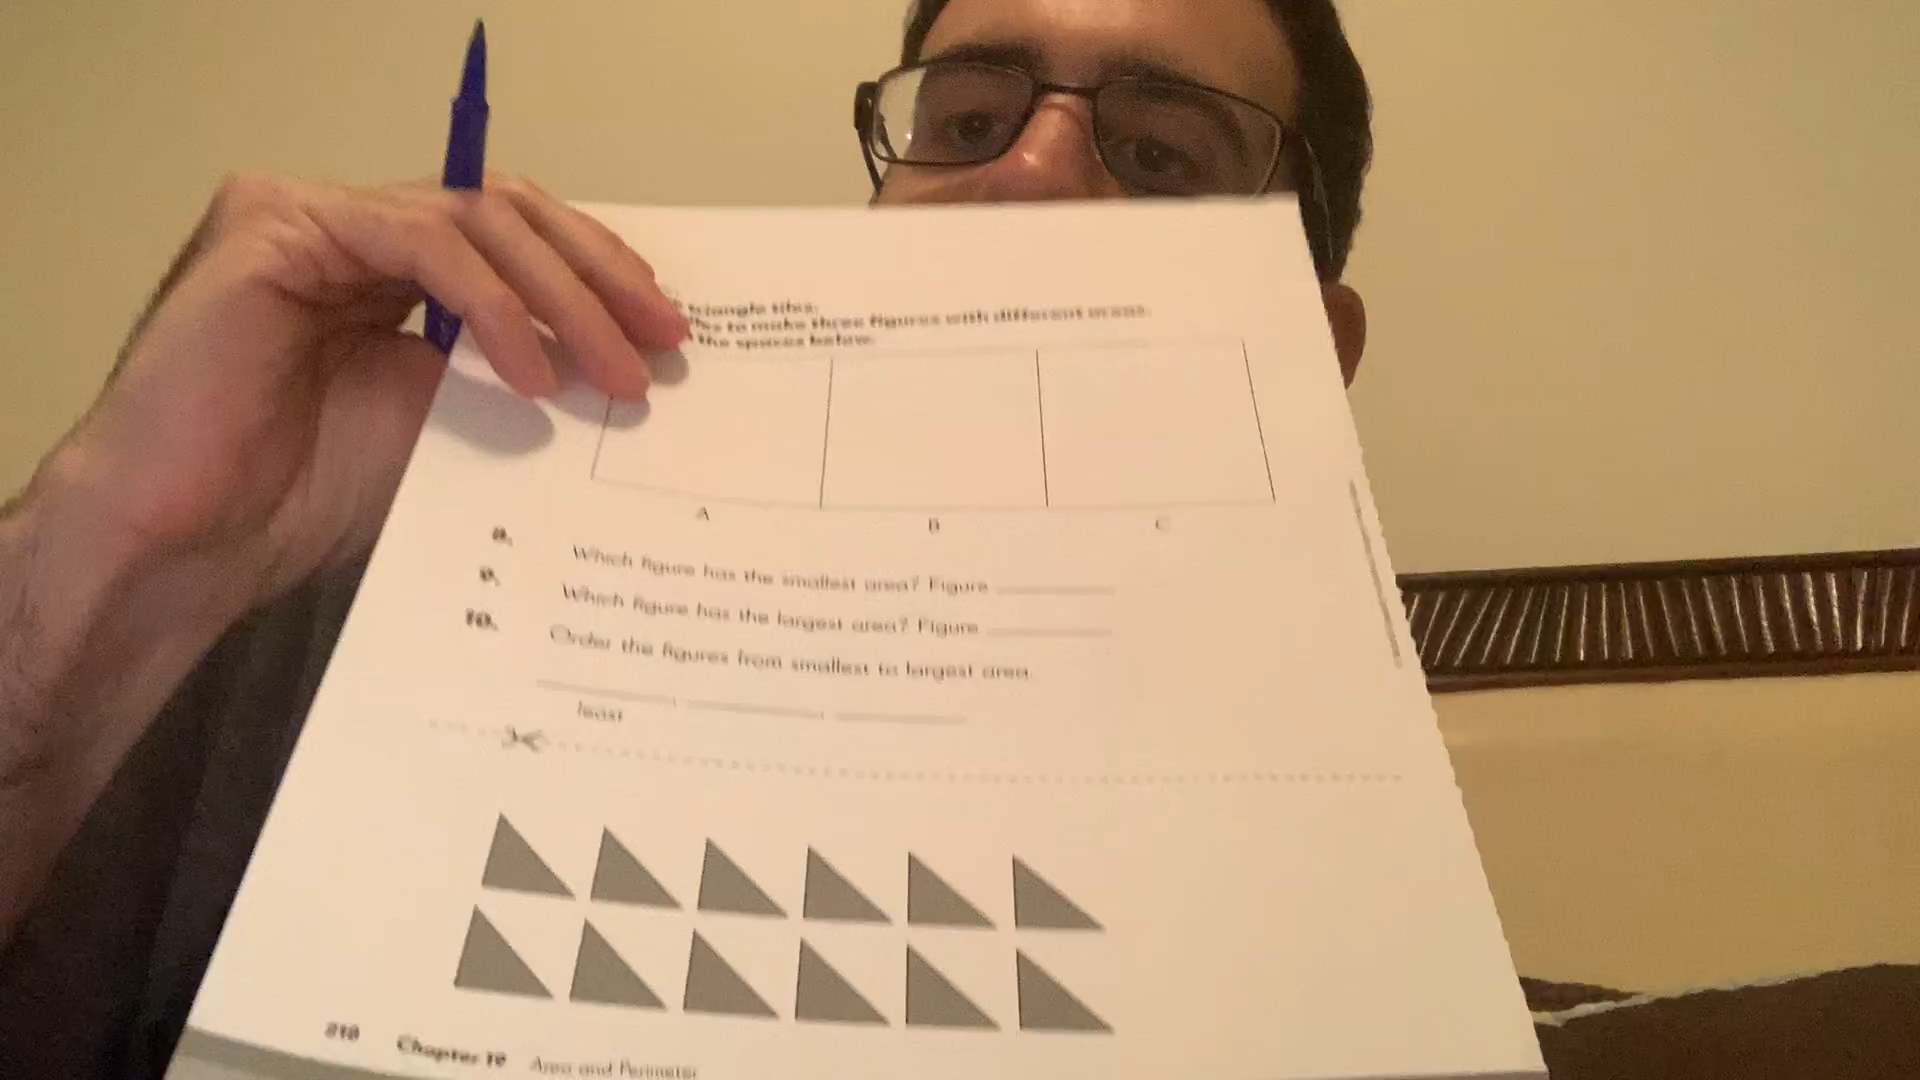 triangle tiles.
to make three figures with different areas.
the spaces below.
A B C
8. Which figure has the smallest area? Figure
9. Which figure has the largest area? Figure
10. Order the figures from smallest to largest area.
, ,
least
Area and Perimeter
Chapter 19